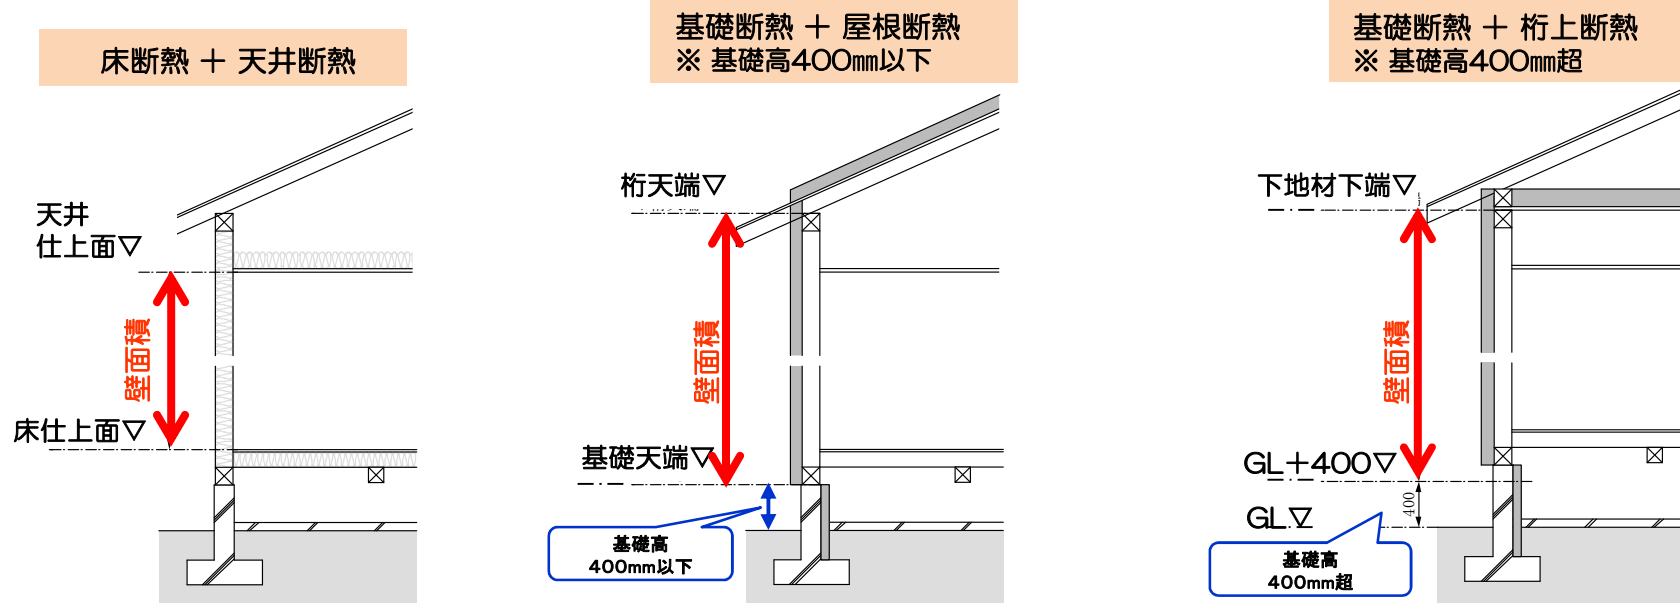 床断熱 ＋ 天井断熱
天井
仕上面▽
壁面積
床仕上面▽
基礎断熱 ＋ 屋根断熱
※ 基礎高400mm以下
桁天端▽
壁面積
基礎天端▽
基礎高
400mm以下
基礎断熱 ＋ 桁上断熱
※ 基礎高400mm超
下地材下端▽
壁面積
GL＋400▽
400
GL▽
基礎高
400mm超